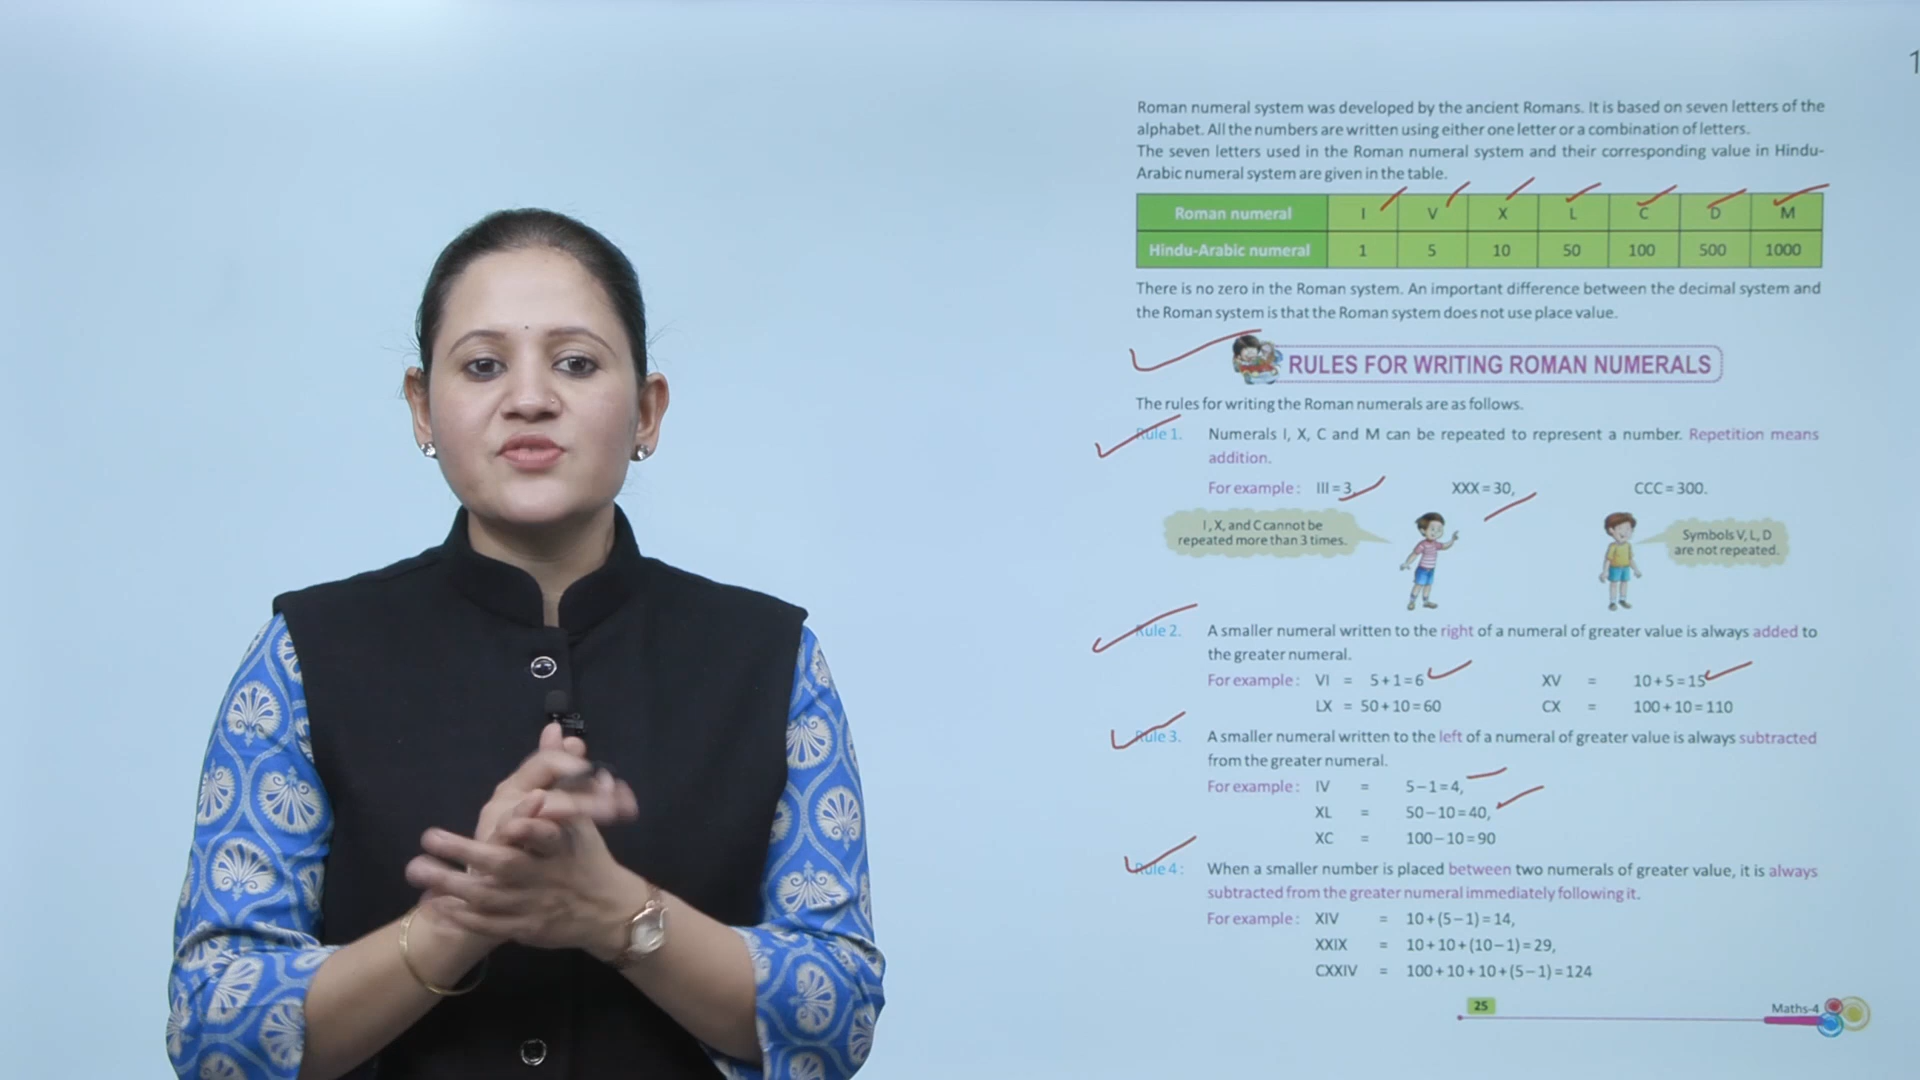 1
Roman numeral system was developed by the ancient Romans. It is based on seven letters of the
alphabet. All the numbers are written using either one letter or a combination of letters.
The seven letters used in the Roman numeral system and their corresponding value in Hindu-
Arabic numeral system are given in the table.
Roman numeral I V X L C D M
Hindu-Arabic numeral 1 5 10 50 100 500 1000
There is no zero in the Roman system. An important difference between the decimal system and
the Roman system is that the Roman system does not use place value.
RULES FOR WRITING ROMAN NUMERALS
The rules for writing the Roman numerals are as follows.
Rule 1. Numerals I, X, C and M can be repeated to represent a number. Repetition means
addition.
For example : III = 3, XXX = 30, CCC = 300.
I, X, and C cannot be
repeated more than 3 times.
Symbols V, L, D
are not repeated.
Rule 2. A smaller numeral written to the right of a numeral of greater value is always added to
the greater numeral.
For example : VI = 5 + 1 = 6 XV = 10 + 5 = 15
LX = 50 + 10 = 60 CX = 100 + 10 = 110
Rule 3. A smaller numeral written to the left of a numeral of greater value is always subtracted
from the greater numeral.
For example : IV = 5 − 1 = 4,
XL = 50 − 10 = 40,
XC = 100 − 10 = 90
Rule 4 : When a smaller number is placed between two numerals of greater value, it is always
subtracted from the greater numeral immediately following it.
For example : XIV = 10 + (5 − 1) = 14,
XXIX = 10 + 10 + (10 − 1) = 29,
CXXIV = 100 + 10 + 10 + (5 − 1) = 124
25
Maths-4